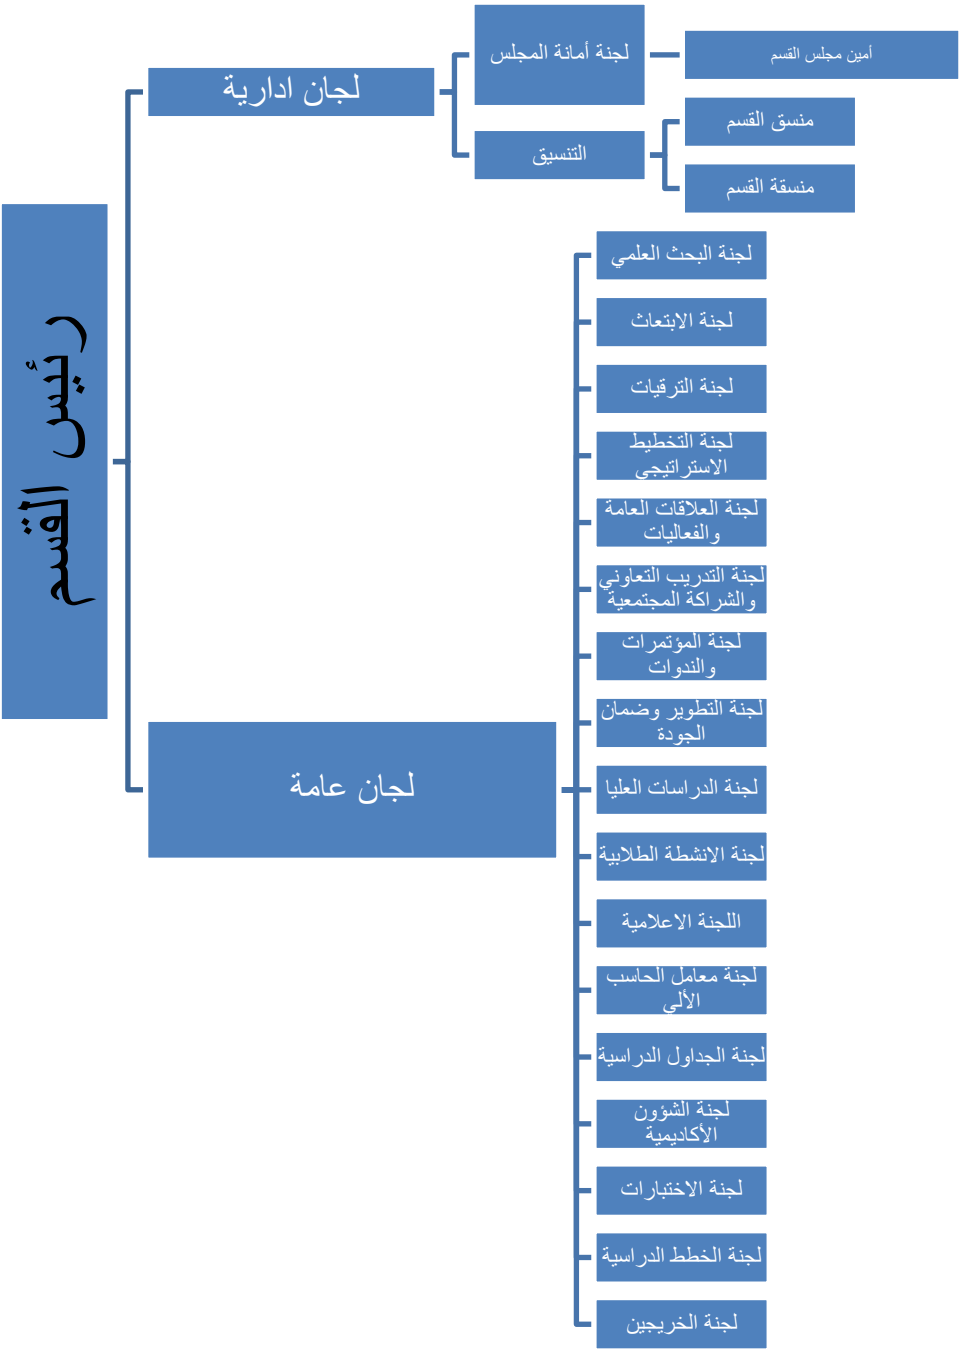 رئيس القسم
لجان ادارية
لجنة أمانة المجلس
أمين مجلس القسم
التنسيق
منسق القسم
منسقة القسم
لجان عامة
لجنة البحث العلمي
لجنة الابتعاث
لجنة الترقيات
لجنة التخطيط
الاستراتيجي
لجنة العلاقات العامة
والفعاليات
لجنة التدريب التعاوني
والشراكة المجتمعية
لجنة المؤتمرات
والندوات
لجنة التطوير وضمان
الجودة
لجنة الدراسات العليا
لجنة الانشطة الطلابية
اللجنة الاعلامية
لجنة معامل الحاسب
الألي
لجنة الجداول الدراسية
لجنة الشؤون
الأكاديمية
لجنة الاختبارات
لجنة الخطط الدراسية
لجنة الخريجين